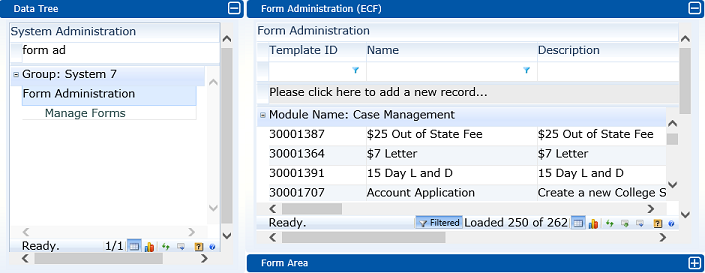 Data Tree
System Administration
form ad
Group: System 7
Form Administration
Manage Forms
Ready. 1/1
Form Administration (ECF)
Form Administration
Template ID Name Description
Please click here to add a new record...
Module Name: Case Management
30001387 $25 Out of State Fee $25 Out of State Fee
30001364 $7 Letter $7 Letter
30001391 15 Day L and D 15 Day L and D
30001707 Account Application Create a new College S
Ready. Filtered Loaded 250 of 262
Form Area